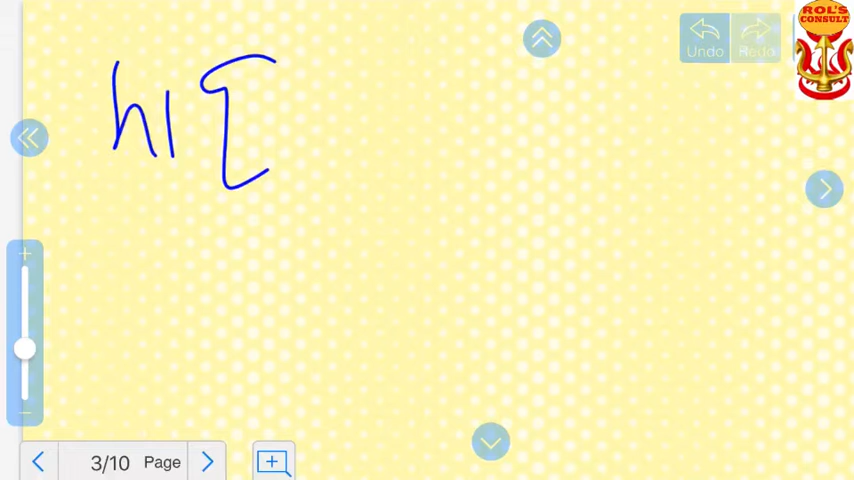 hI [
Undo
Redo
ROL'S
CONSULT
3/10 Page